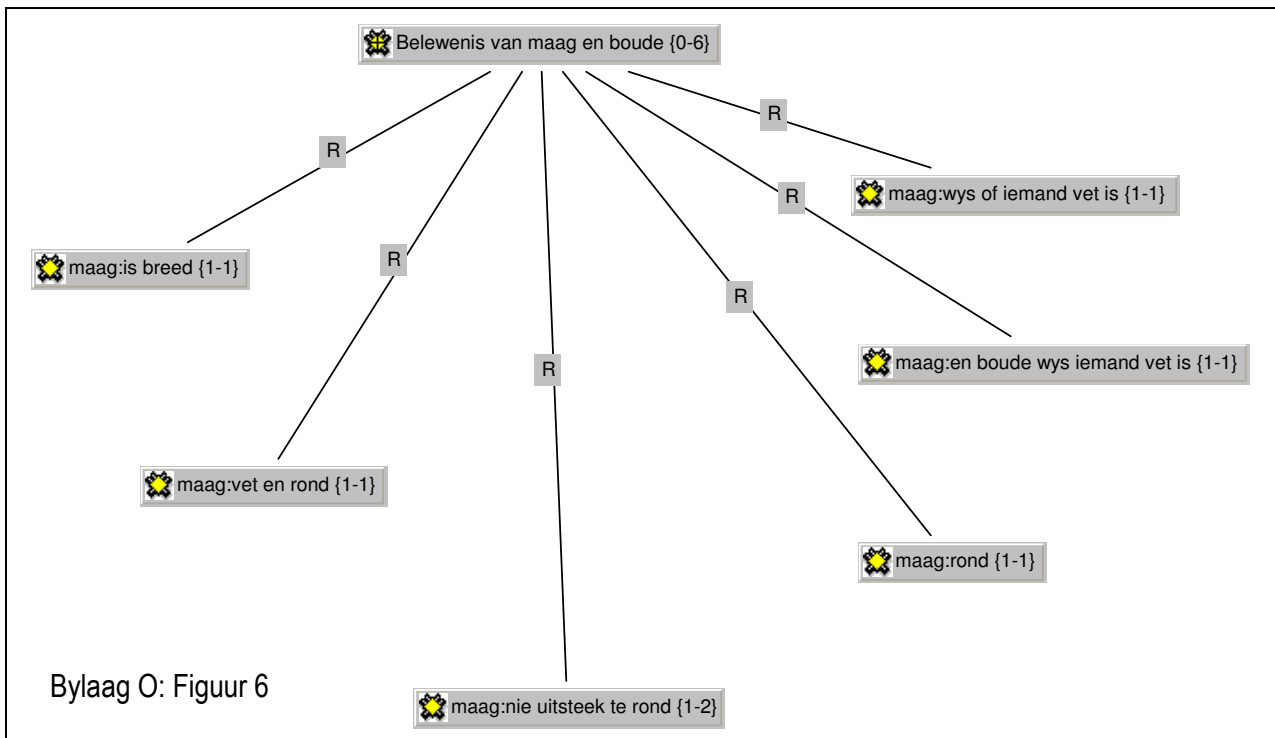 Belewenis van maag en boude {0-6}
R
maag:wys of iemand vet is {1-1}
R
R
maag:is breed {1-1}
R
R
maag:en boude wys iemand vet is {1-1}
R
maag:vet en rond {1-1}
maag:rond {1-1}
Bylaag O: Figuur 6
maag:nie uitsteek te rond {1-2}